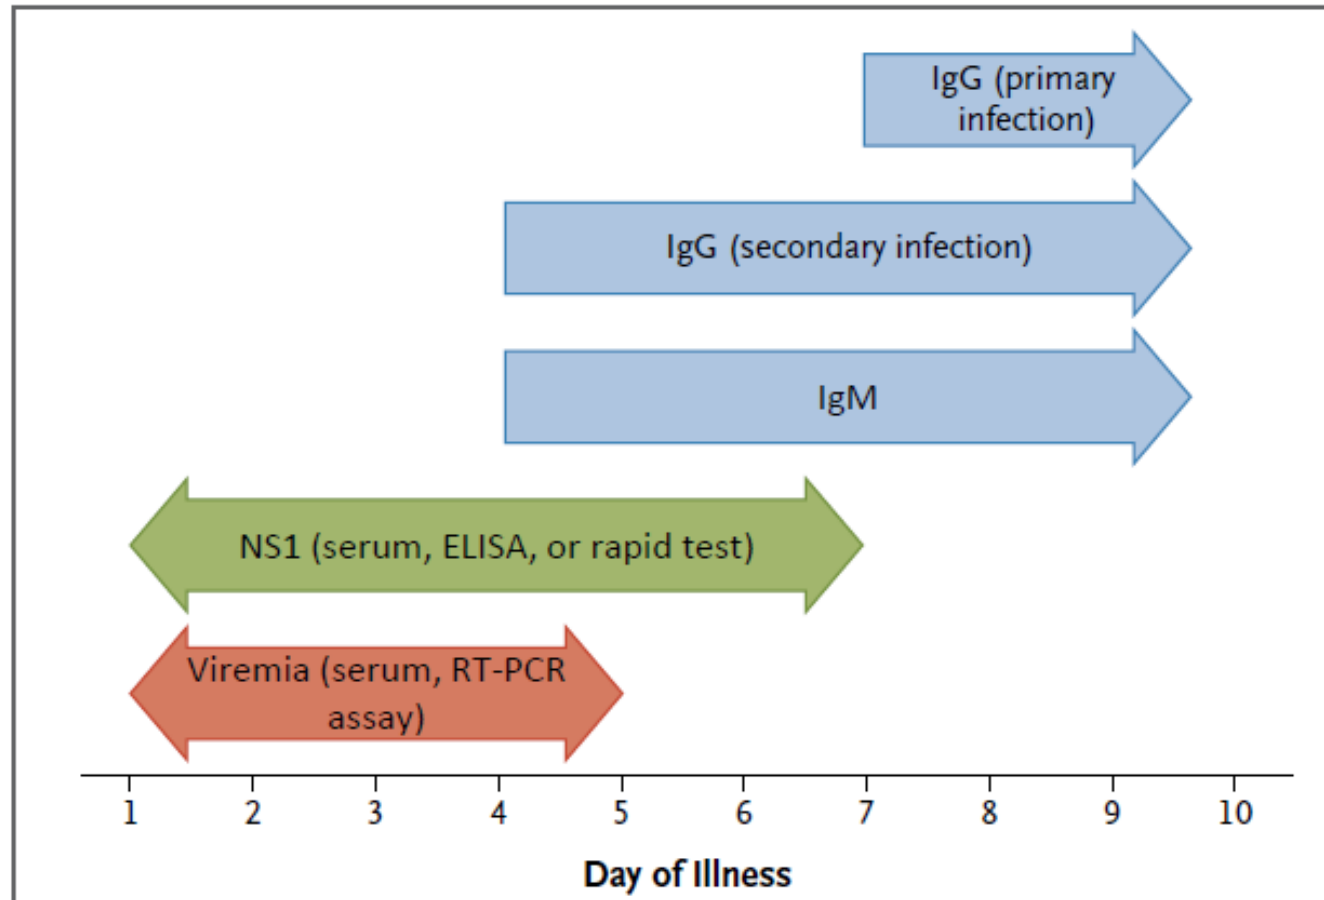 IgG (primary
infection)
IgG (secondary infection)
IgM
NS1 (serum, ELISA, or rapid test)
Viremia (serum, RT-PCR
assay)
1 2 3 4 5 6 7 8 9 10
Day of Illness